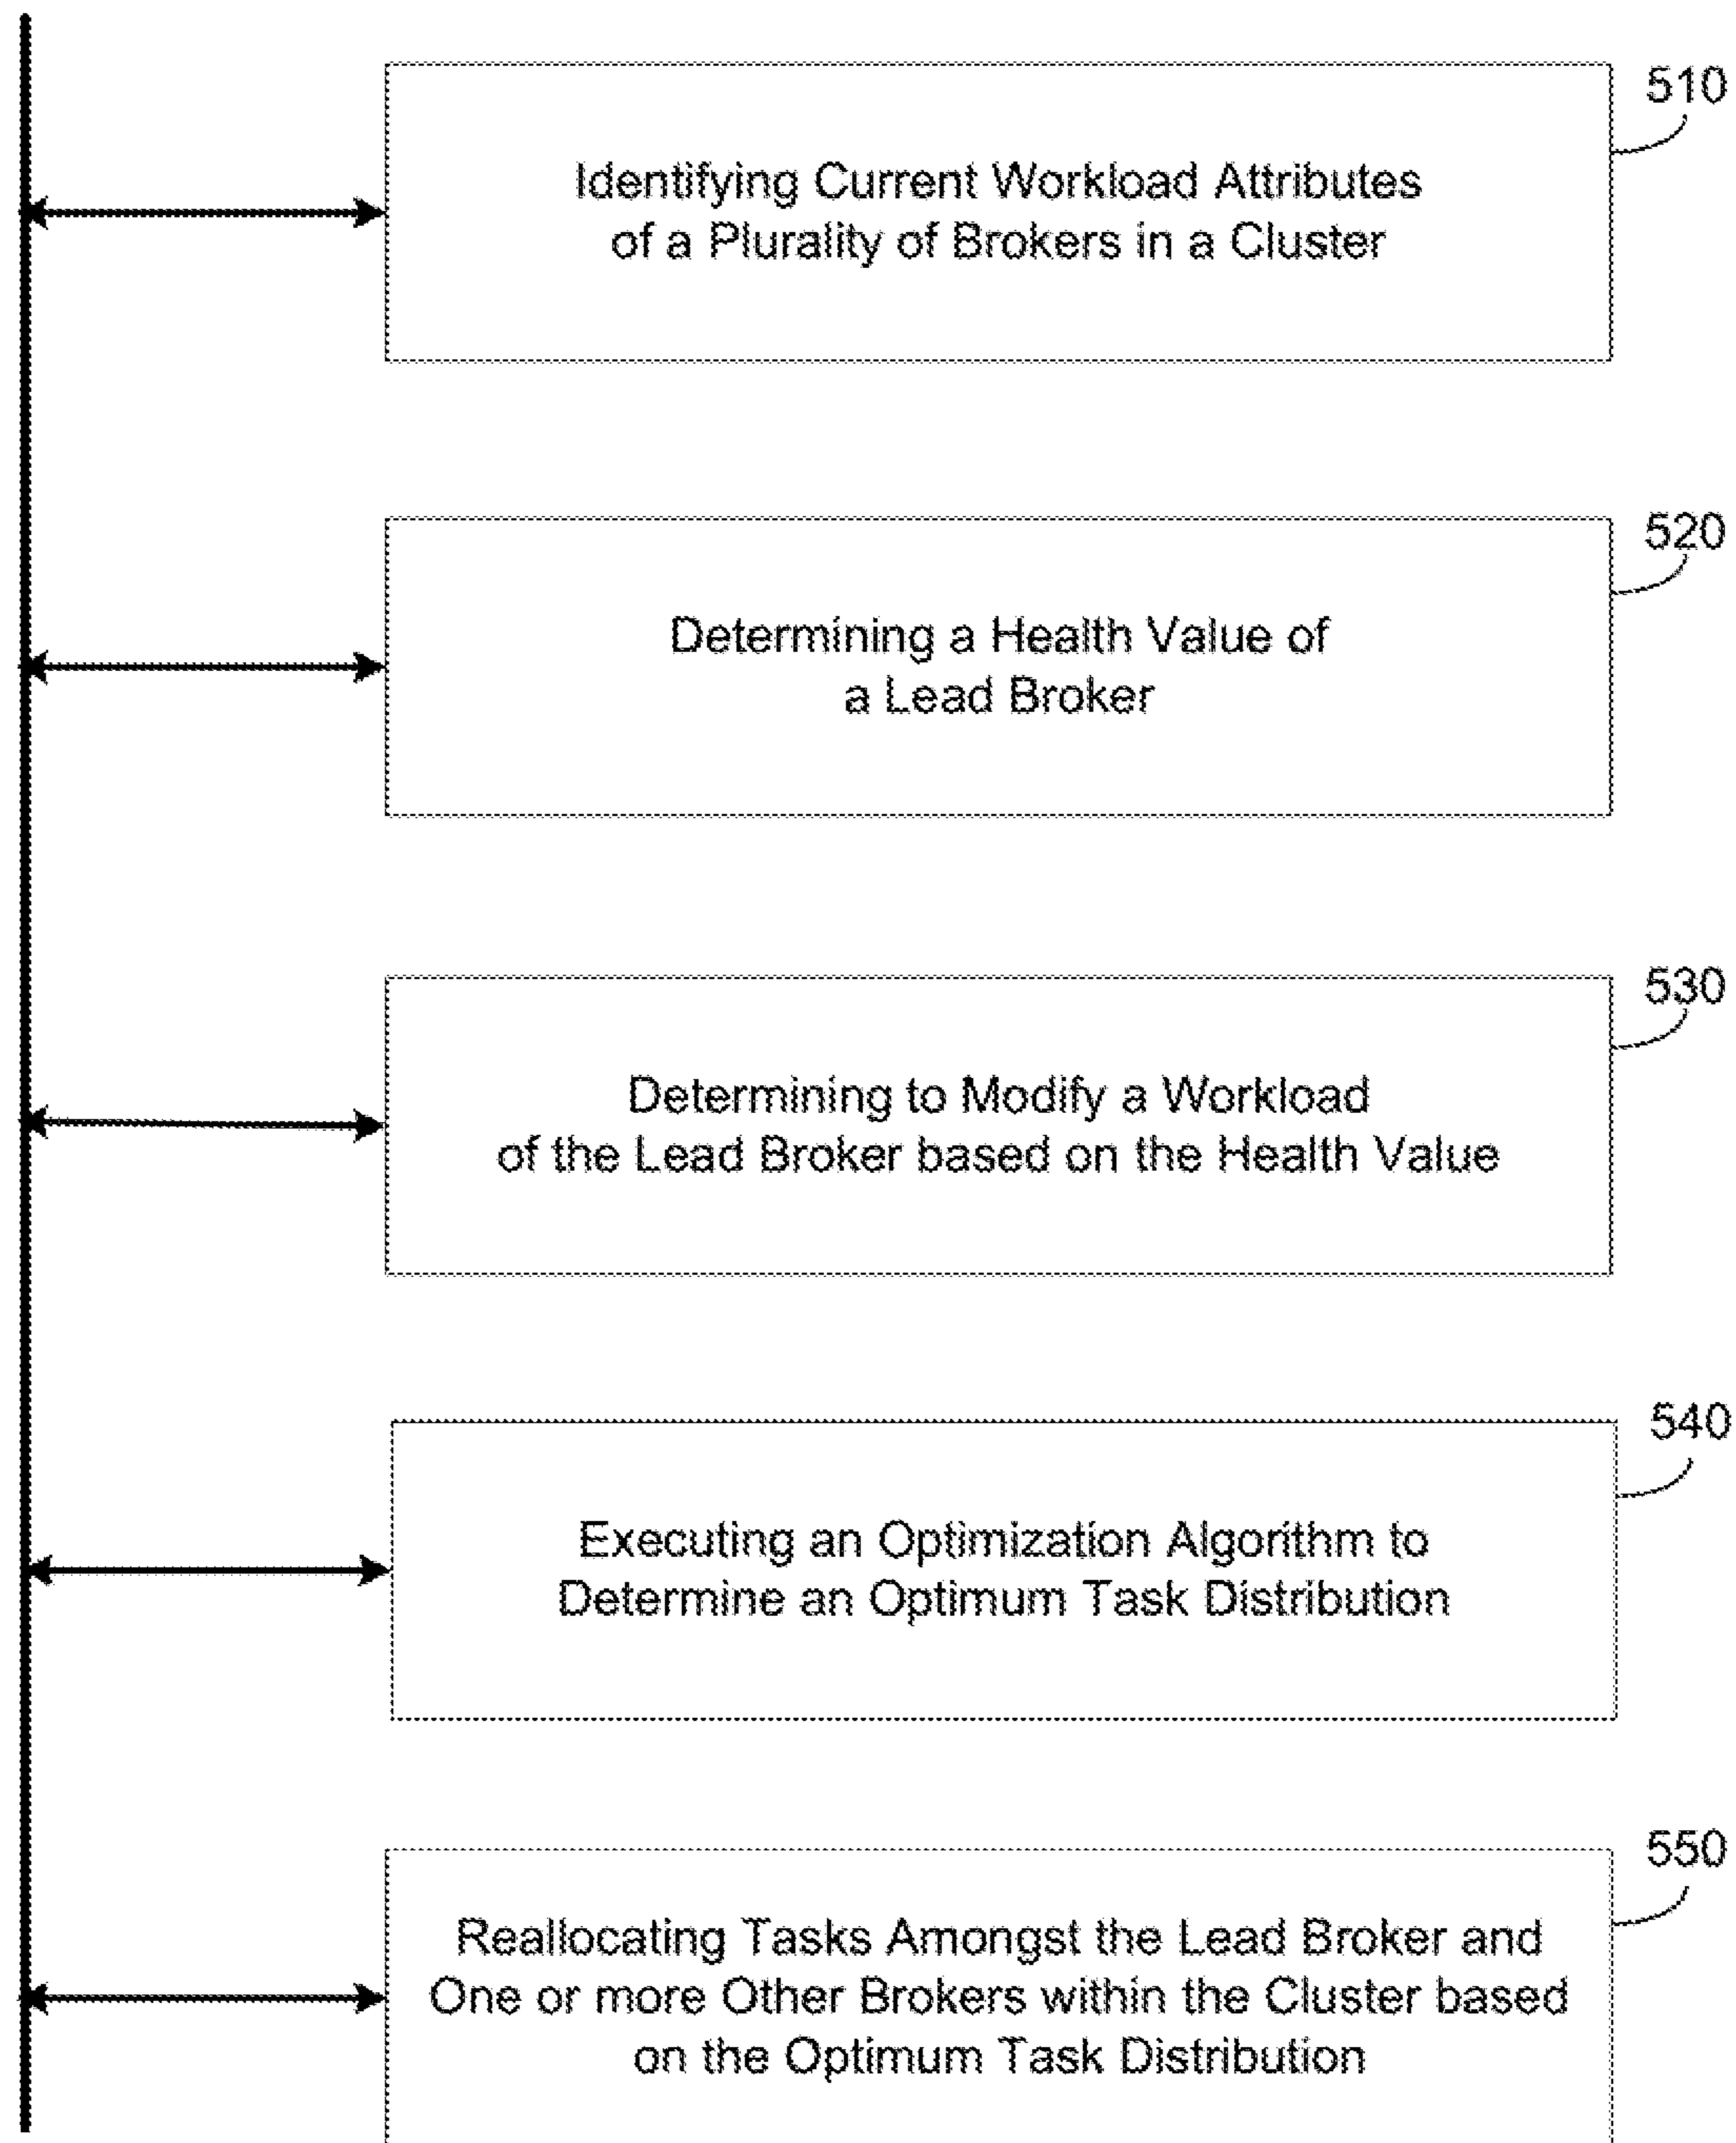 510
Identifying Current Workload Attributes
of a Plurality of Brokers in a Cluster
520
Determining a Health Value of
a Lead Broker
530
Determining to Modify a Workload
of the Lead Broker based on the Health Value
540
Executing an Optimization Algorithm to
Determine an Optimum Task Distribution
550
Reallocating Tasks Amongst the Lead Broker and
One or more Other Brokers within the Cluster based
on the Optimum Task Distribution